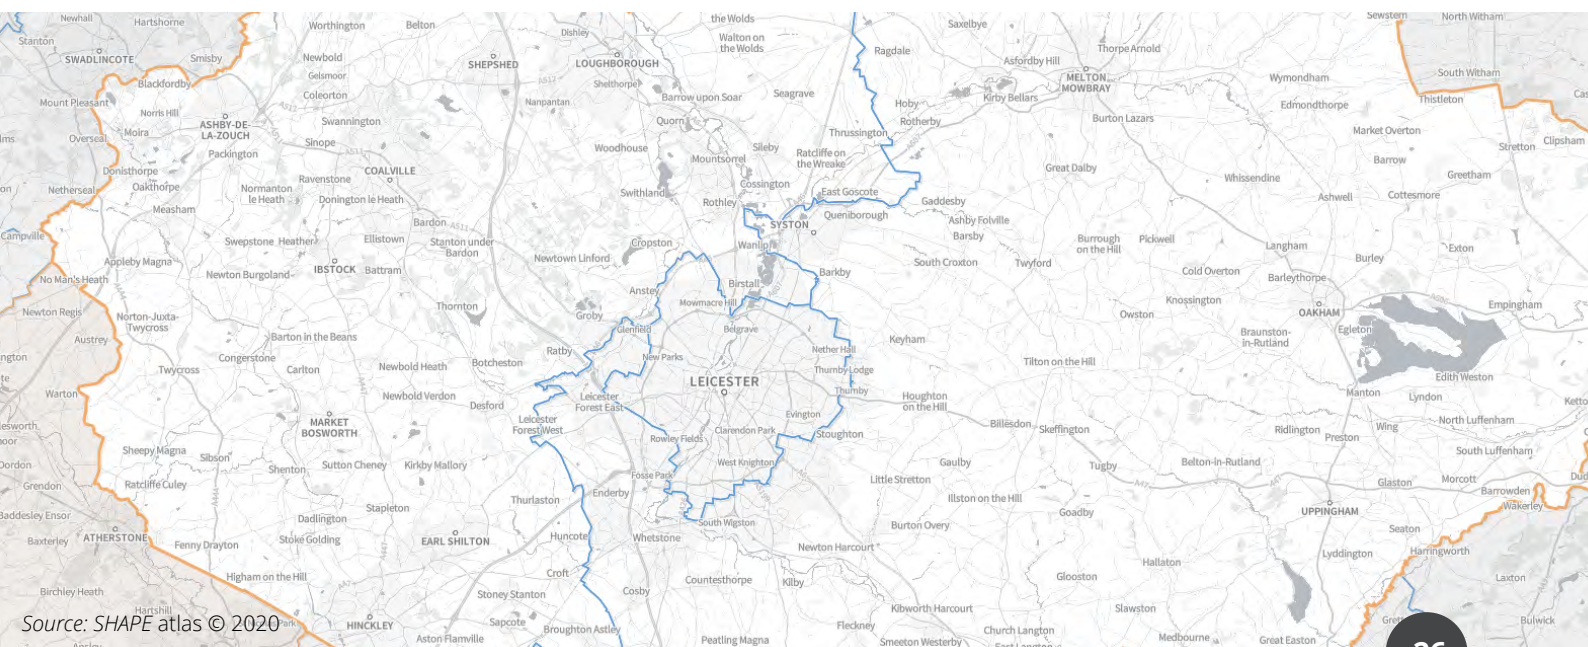 Newhall
Hartshorne
Worthington
Belton
the Wolds
Saxelbye
Sewstern
North Witham
Stanton
SWADLINCOTE
Smisby
Newbold
SHEPSHED
Dishley
LOUGHBOROUGH
Walton on
the Wolds
Ragdale
Asfordby Hill
Thorpe Arnold
MELTON
MOWBRAY
Wymondham
South Witham
Blackfordby
Gelsmoor
Coleorton
A512
Shelthorpe
Mount Pleasant
Norris Hill
Swannington
Nanpantan
Barrow upon Soar
Seagrave
Hoby
Kirby Bellars
Edmondthorpe
Thistleton
Rotherby
Burton Lazars
Quorn
Moira
ASHBY-DE-
LA-ZOUCH
Overseal
Sinope
Thrussington
Market Overton
Stretton
Clipsham
Packington
A511
Woodhouse
Sileby
Mountsorrel
Ratcliffe on
the Wreake
Barrow
Donisthorpe
COALVILLE
Great Dalby
Whissendine
Greetham
Netherseal
Oakthorpe
Normanton
le Heath
Ravenstone
Donington le Heath
Swithland
Cossington
East Goscote
Ashwell
Cottesmore
Measham
Rothley
Gaddesby
Queniborough
Bardon
A511
SYSTON
Ashby Folville
Barsby
Campville
Swepstone
Heather
Ellistown
Stanton under
Bardon
Cropston
Wanlip
Burrough
on the Hill
Pickwell
Langham
Exton
Appleby Magna
Newton Burgoland
IBSTOCK
Battram
Newtown Linford
South Croxton
Twyford
Burley
No Man's Heath
Barkby
Cold Overton
Barleythorpe
A444
Anstey
Birstall
A607
Newton Regis
Norton-Juxta-
Twycross
Thornton
Groby
Mowmacre Hill
Knossington
Owston
OAKHAM
A606
Empingham
Austrey
Barton in the Beans
Glenfield
Belgrave
Keyham
Braunston-
in-Rutland
Egleton
Congerstone
Ratby
New Parks
Nether Hall
Tilton on the Hill
Twycross
Carlton
Newbold Heath
Botcheston
Thurnby Lodge
LEICESTER
Edith Weston
Warton
Newbold Verdon
Desford
Leicester
Forest East
Thurnby
Houghton
on the Hill
Manton
Lyndon
A447
Ketto
MARKET
BOSWORTH
Leicester
Forest West
Evington
Billesdon
Skeffington
North Luffenham
Wing
Ridlington
Preston
Rowley Fields
Clarendon Park
Stoughton
Sheepy Magna
Sibson
Shenton
Sutton Cheney
Kirkby Mallory
West Knighton
Gaulby
Tugby
Belton-in-Rutland
South Luffenham
Ratcliffe Culey
Fosse Park
Little Stretton
A47
A47
Glaston
Morcott
Grendon
Thurlaston
Enderby
Illston on the Hill
Barrowden
Wakerley
Baddesley Ensor
Dadlington
Stapleton
Goadby
UPPINGHAM
South Wigston
Burton Overy
Seaton
Baxterley
ATHERSTONE
Fenny Drayton
Stoke Golding
EARL SHILTON
Huncote
Whetstone
Newton Harcourt
Lyddington
Harringworth
Hallaton
Higham on the Hill
Croft
Countesthorpe
Kilby
Glooston
Laxton
Birchley Heath
Stoney Stanton
Cosby
Kibworth Harcourt
Slawston
Hartshill
Source: SHAPE atlas © 2020
HINCKLEY
Sapcote
Broughton Astley
Fleckney
Church Langton
Medbourne
Great Easton
Bulwick
Aston Flamville
Peatling Magna
Smeeton Westerby